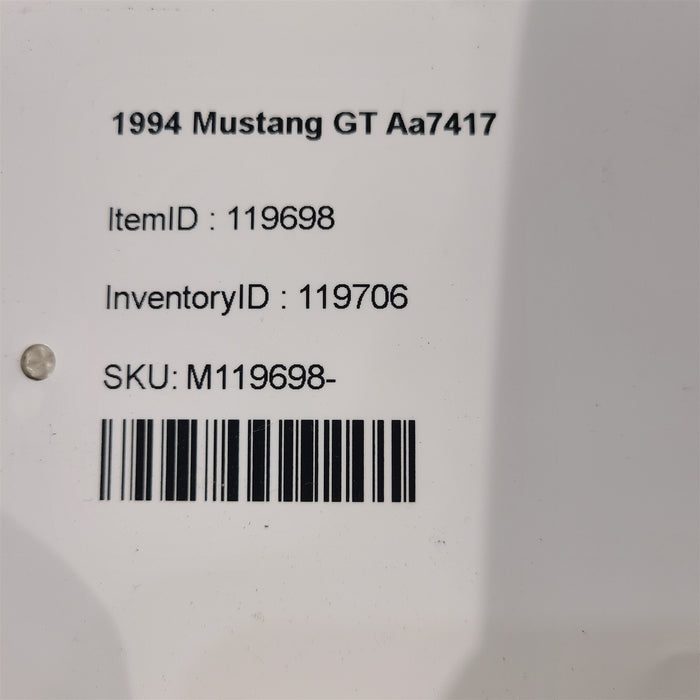 1994 Mustang GT Aa7417
ItemID : 119698
InventoryID : 119706
SKU: M119698-